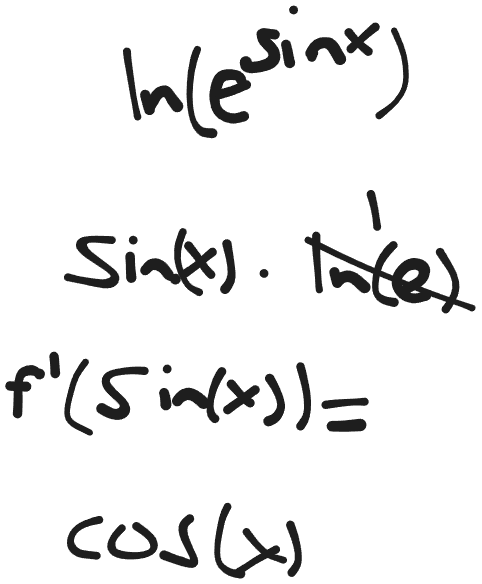 ln(e^sinx)
1
sin(x) · ln(e)
f'(sin(x))=
cos(x)